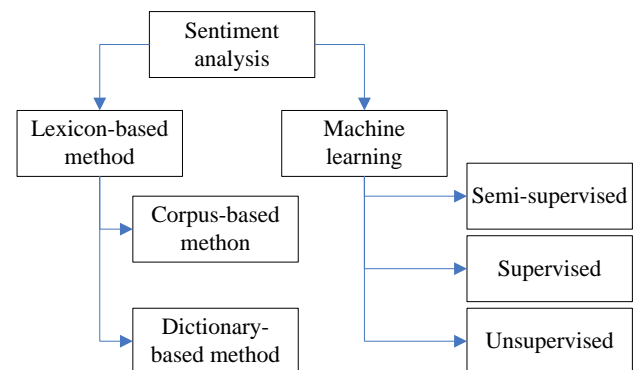 Sentiment
analysis
Lexicon-based
method
Machine
learning
Corpus-based
methon
Dictionary-
based method
Semi-supervised
Supervised
Unsupervised